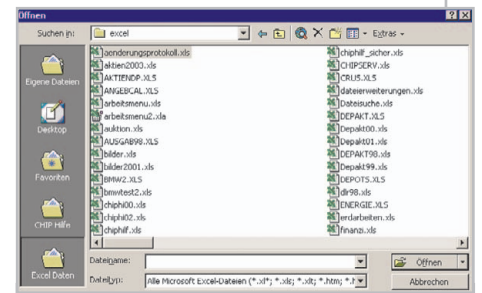 Öffnen
Suchen in: excel Extras
Eigene Dateien
Desktop
Favoriten
CHIP Hilfe
Excel Daten
aenderungsprotokoll.xls
aktien2003.xls
AKTIENDP.XLS
ANGEBCAL.XLS
arbeitsmenu.xls
arbeitsmenu2.xla
auktion.xls
AUSGAB98.XLS
bilder.xls
bilder2001.xls
BMW2.XLS
bmwtest2.xls
chiphi00.xls
chiphi02.xls
chiphilf.xls
chiphilf_sicher.xls
CHIPSERV.XLS
CRUS.XLS
dateierweiterungen.xls
Dateisuche.xls
DEPAKT.XLS
Depakt00.xls
Depakt01.xls
DEPAKT98.xls
Depakt99.xls
DEPOTS.XLS
dlr98.xls
ENERGIE.XLS
erdarbeiten.xls
finanzi.xls
Dateiname: Öffnen
Dateityp: Alle Microsoft Excel-Dateien (*.xl*; *.xls; *.xlt; *.htm; *.h Abbrechen